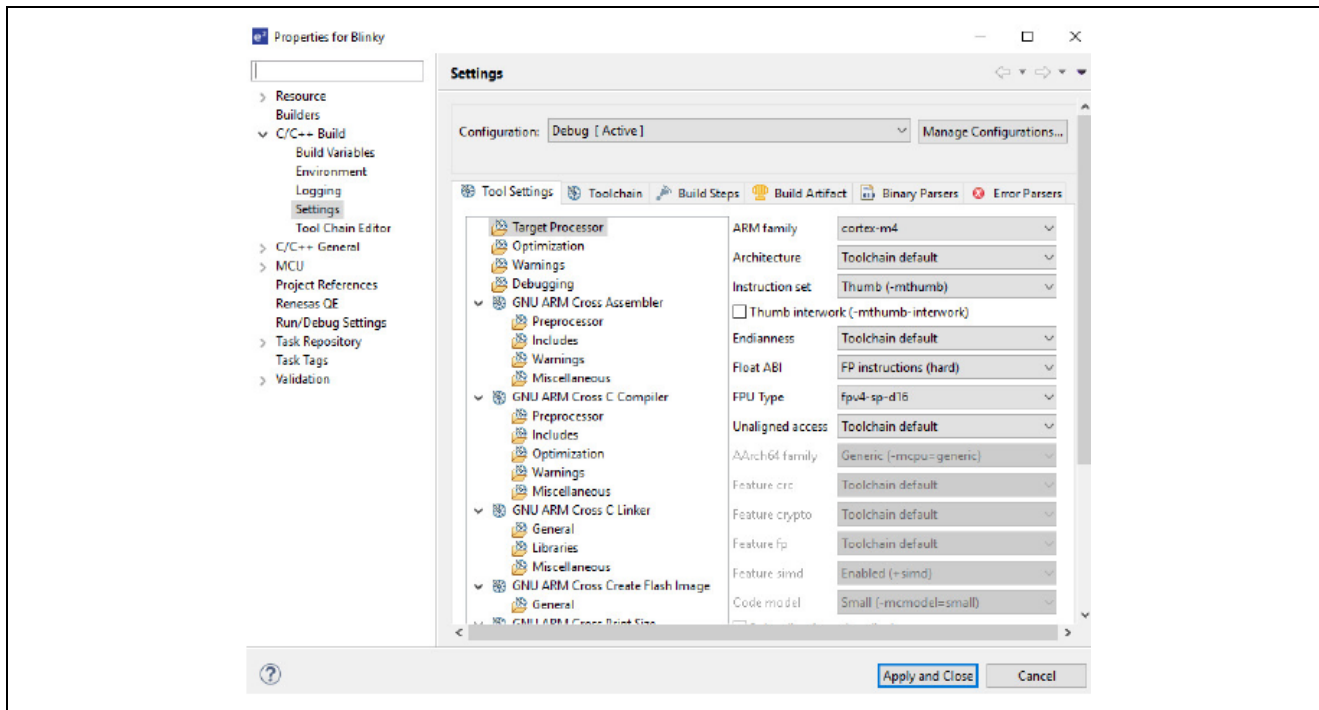 e² Properties for Blinky
Settings
Resource
Builders
C/C++ Build
Build Variables
Environment
Logging
Settings
Tool Chain Editor
C/C++ General
MCU
Project References
Renesas QE
Run/Debug Settings
Task Repository
Task Tags
Validation
Configuration: Debug [ Active ] Manage Configurations...
Tool Settings Toolchain Build Steps Build Artifact Binary Parsers Error Parsers
Target Processor
Optimization
Warnings
Debugging
GNU ARM Cross Assembler
Preprocessor
Includes
Warnings
Miscellaneous
GNU ARM Cross C Compiler
Preprocessor
Includes
Optimization
Warnings
Miscellaneous
GNU ARM Cross C Linker
General
Libraries
Miscellaneous
GNU ARM Cross Create Flash Image
General
GNU ARM Cross Print Size
ARM family cortex-m4
Architecture Toolchain default
Instruction set Thumb (-mthumb)
Thumb interwork (-mthumb-interwork)
Endianness Toolchain default
Float ABI FP instructions (hard)
FPU Type fpv4-sp-d16
Unaligned access Toolchain default
AArch64 family Generic (-mcpu=generic)
Feature crc Toolchain default
Feature crypto Toolchain default
Feature fp Toolchain default
Feature simd Enabled (+simd)
Code model Small (-mcmodel=small)
? Apply and Close Cancel